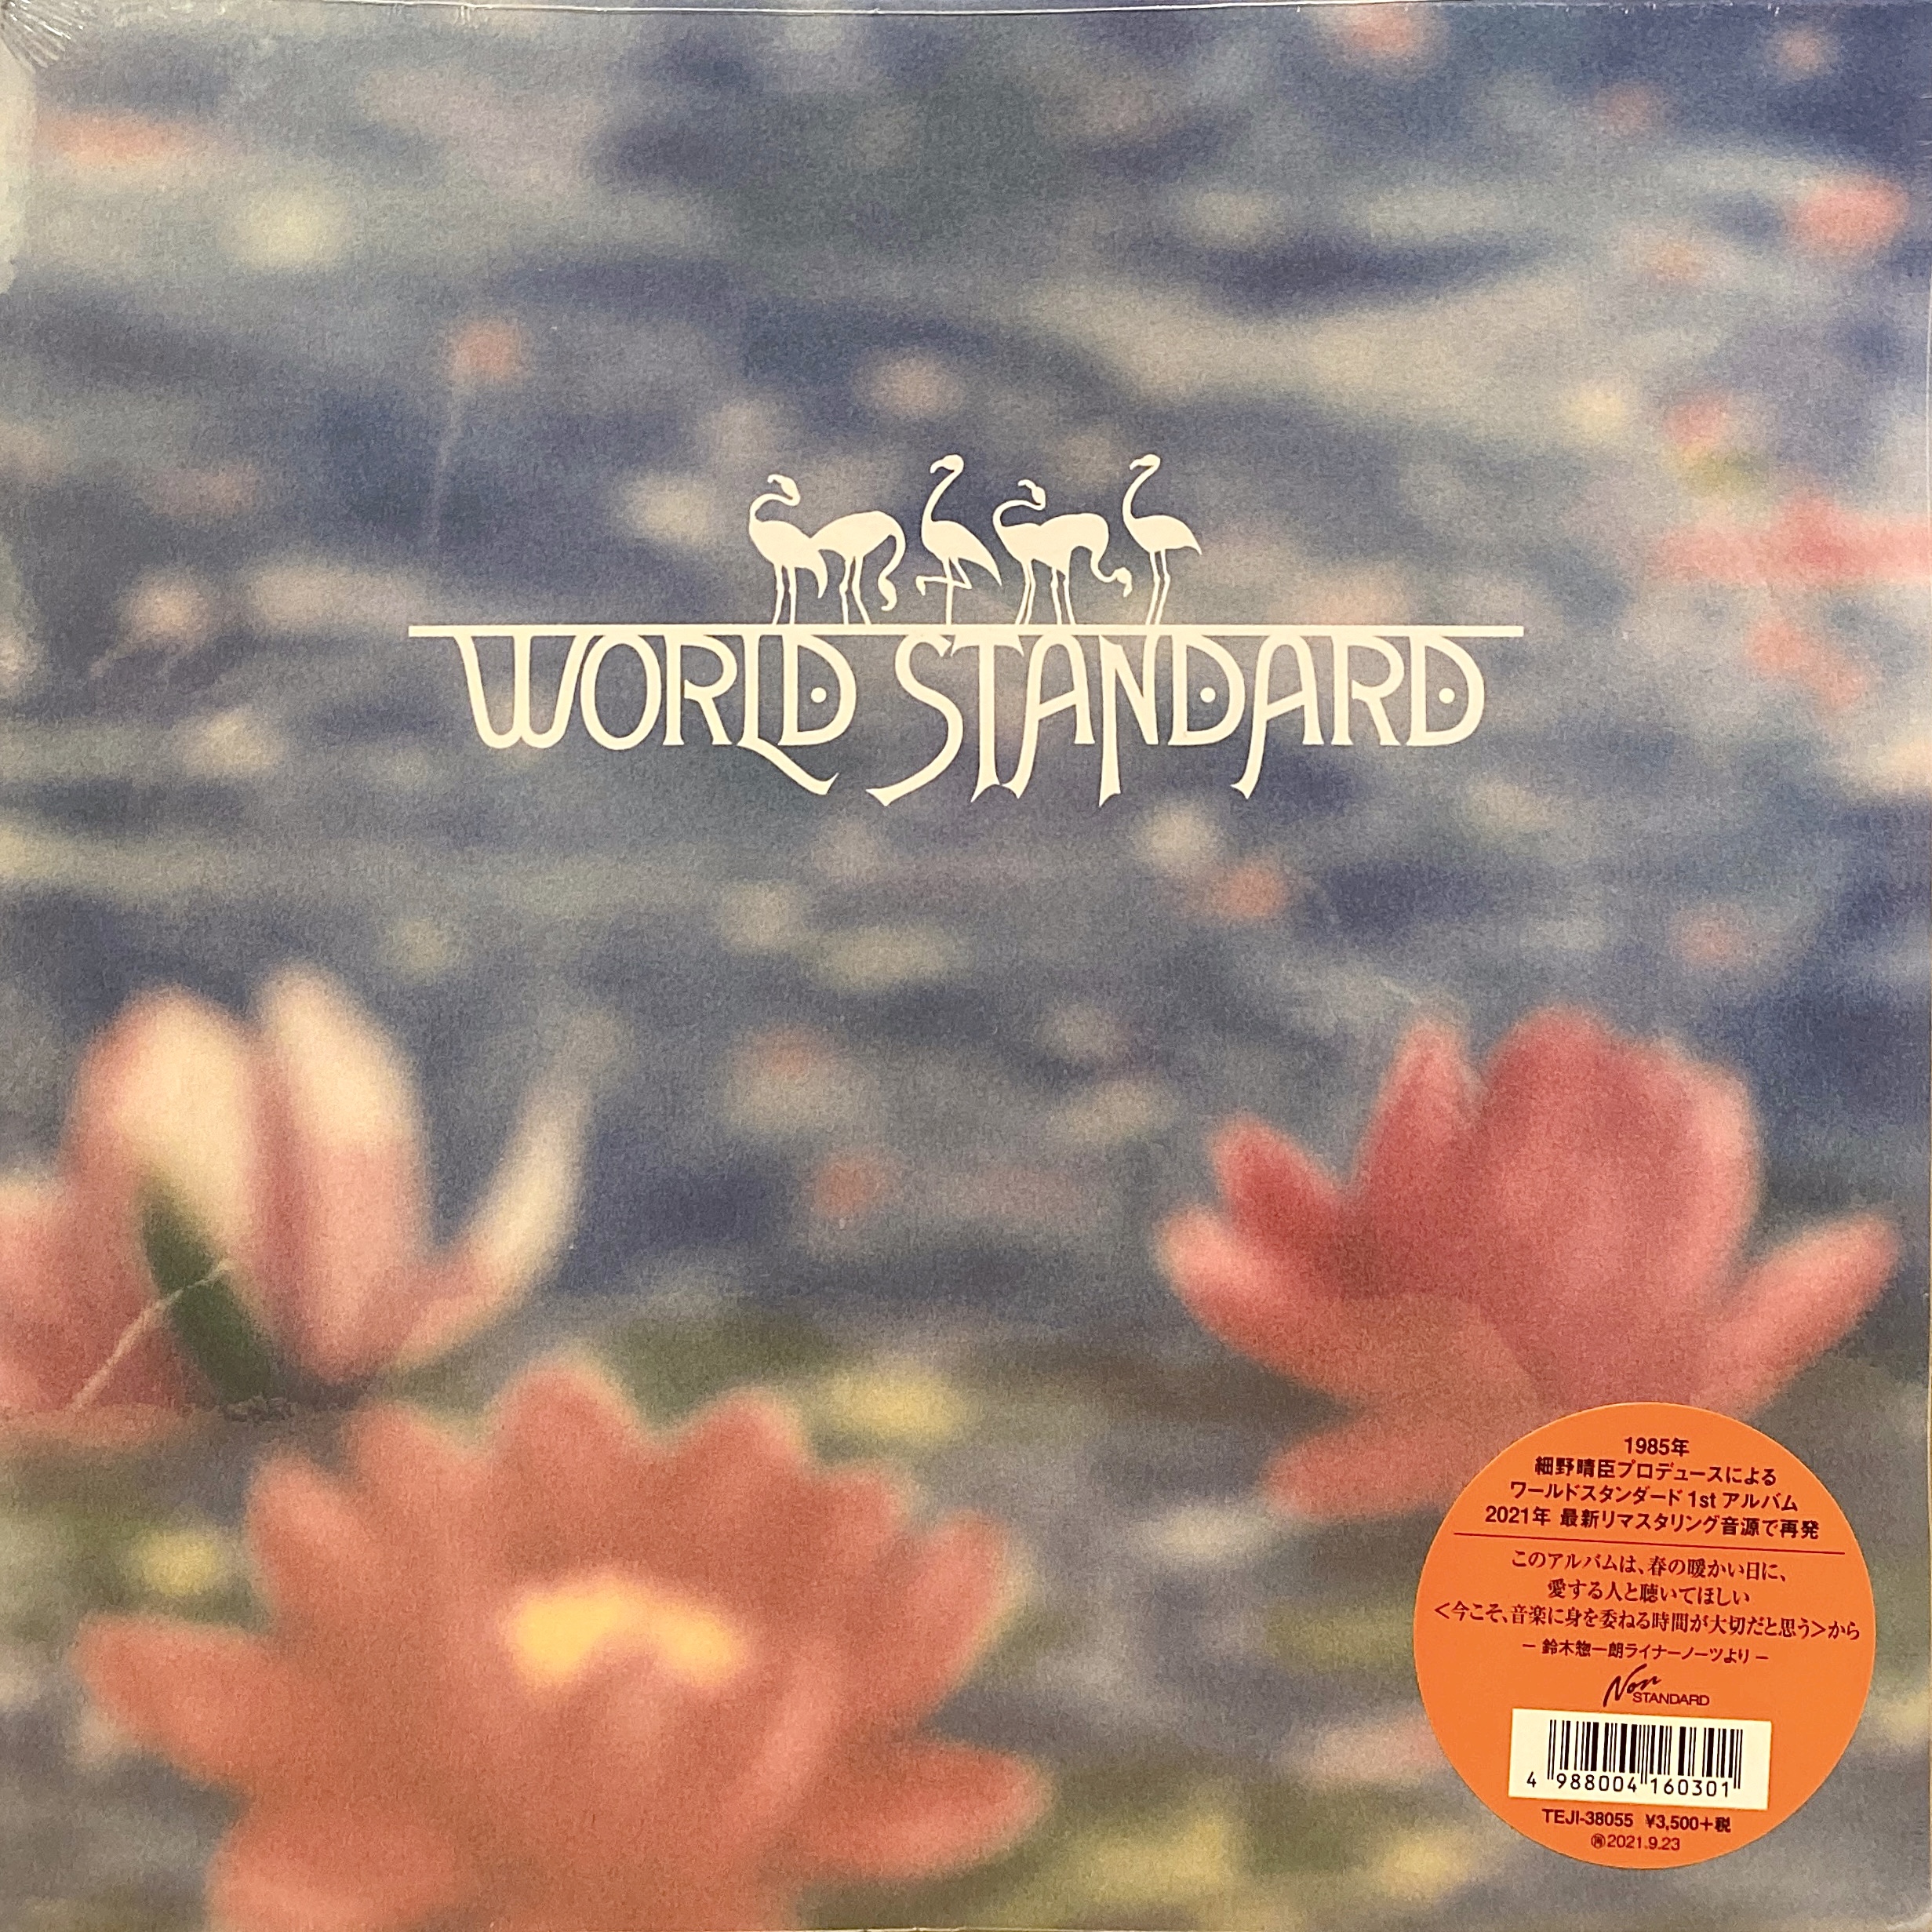 WORLD STANDARD
1985年
細野晴臣プロデュースによる
ワールドスタンダード 1st アルバム
2021年 最新リマスタリング音源で再発
このアルバムは、春の暖かい日に、
愛する人と聴いてほしい
<今こそ、音楽に身を委ねる時間が大切だと思う>から
― 鈴木惣一朗ライナーノーツより ―
Non
STANDARD
4 988004 160301
TEJI-38055 ¥3,500+税
2021.9.23